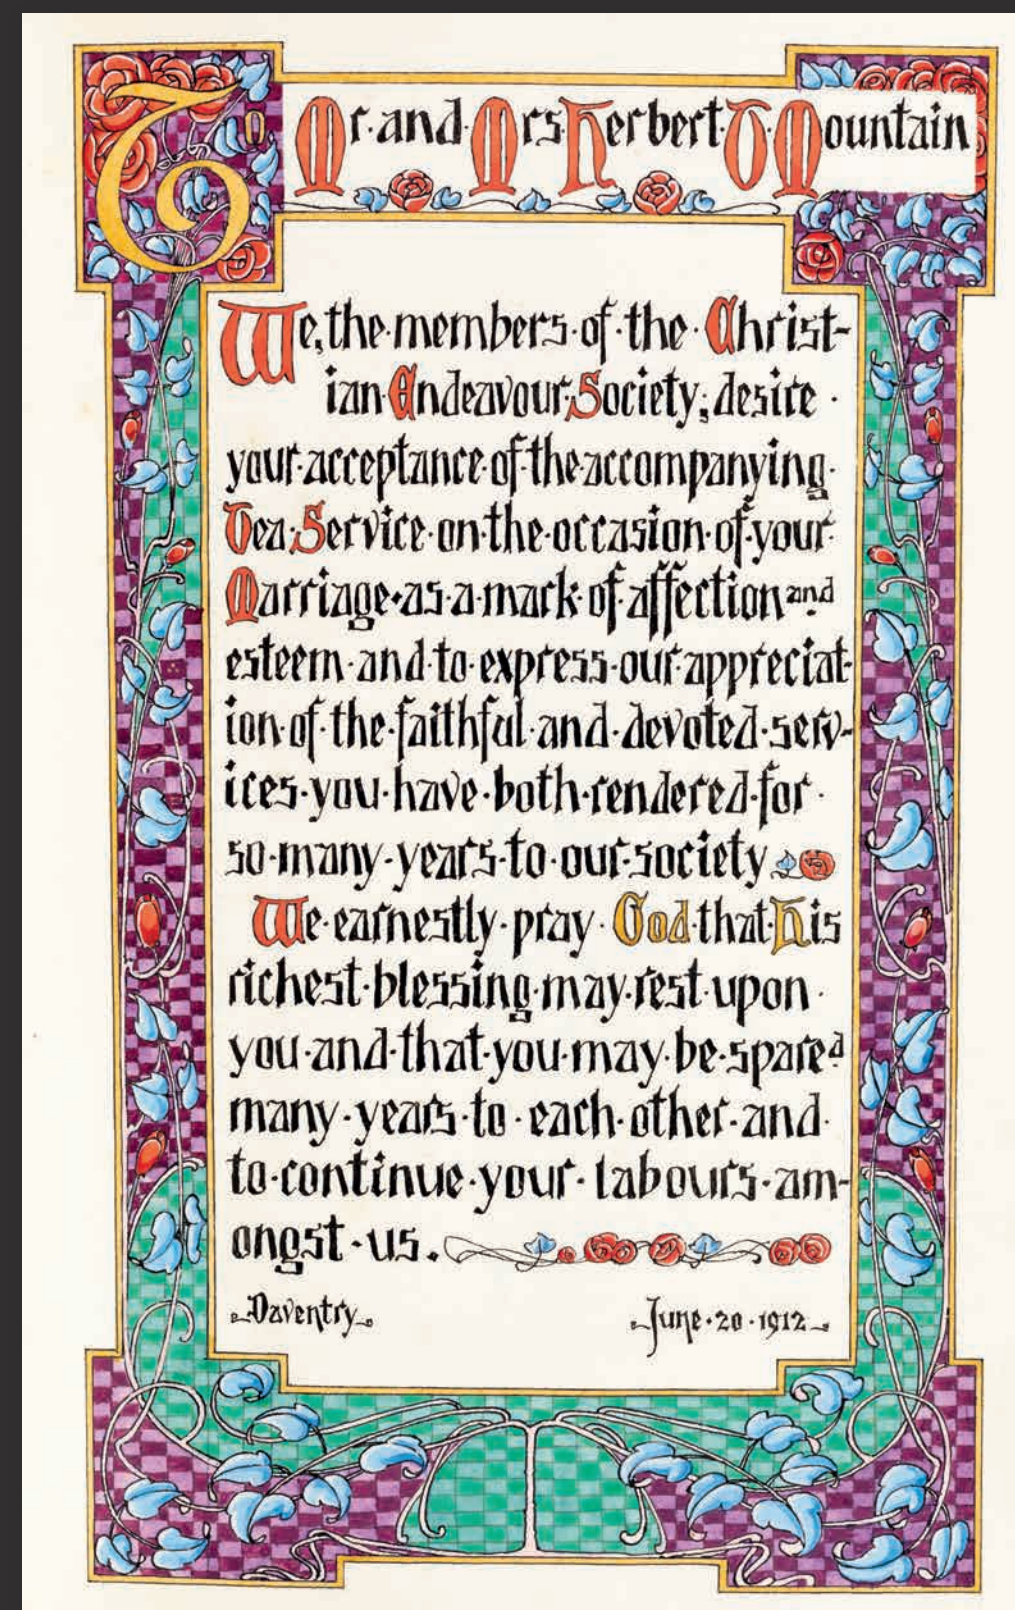 To Mr and Mrs Herbert T Mountain
We, the members of the Christ-
ian Endeavour Society, desire
your acceptance of the accompanying
Tea Service on the occasion of your
Marriage as a mark of affection and
esteem and to express our appreciat-
ion of the faithful and devoted serv-
ices you have both rendered for
so many years to our society
We earnestly pray God that His
richest blessing may rest upon
you and that you may be spared
many years to each other and
to continue your labours am-
ongst us.
Daventry June 20 1912